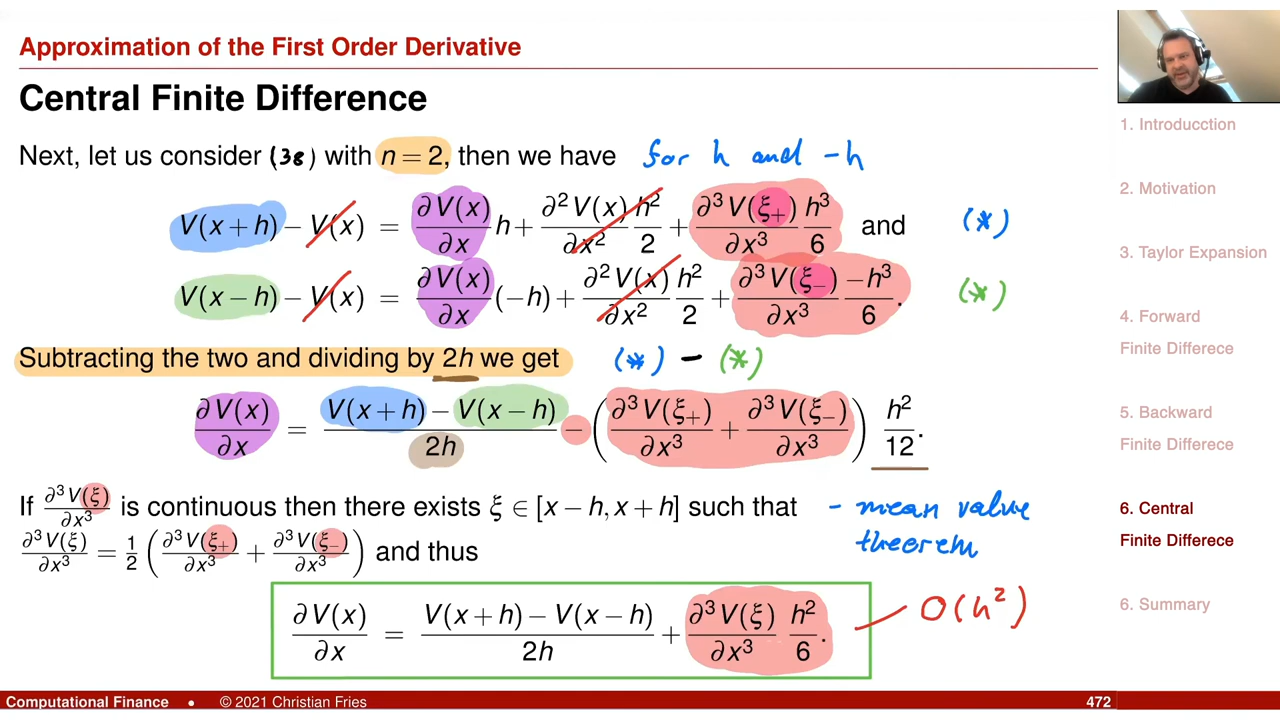 Approximation of the First Order Derivative
Central Finite Difference
Next, let us consider (38) with n = 2, then we have for h and -h
V(x + h) − V(x) = ∂V(x)/∂x h + ∂²V(x)/∂x² h²/2 + ∂³V(ξ₊)/∂x³ h³/6 and (*)
V(x − h) − V(x) = ∂V(x)/∂x (−h) + ∂²V(x)/∂x² h²/2 + ∂³V(ξ₋)/∂x³ −h³/6. (*)
Subtracting the two and dividing by 2h we get (*) - (*)
∂V(x)/∂x = V(x + h) − V(x − h)/2h − (∂³V(ξ₊)/∂x³ + ∂³V(ξ₋)/∂x³) h²/12.
If ∂³V(ξ)/∂x³ is continuous then there exists ξ ∈ [x − h, x + h] such that - mean value
∂³V(ξ)/∂x³ = 1/2 (∂³V(ξ₊)/∂x³ + ∂³V(ξ₋)/∂x³) and thus theorem
∂V(x)/∂x = V(x + h) − V(x − h)/2h + ∂³V(ξ)/∂x³ h²/6. O(h²)
1. Introducction
2. Motivation
3. Taylor Expansion
4. Forward
Finite Differece
5. Backward
Finite Differece
6. Central
Finite Differece
6. Summary
Computational Finance • © 2021 Christian Fries 472